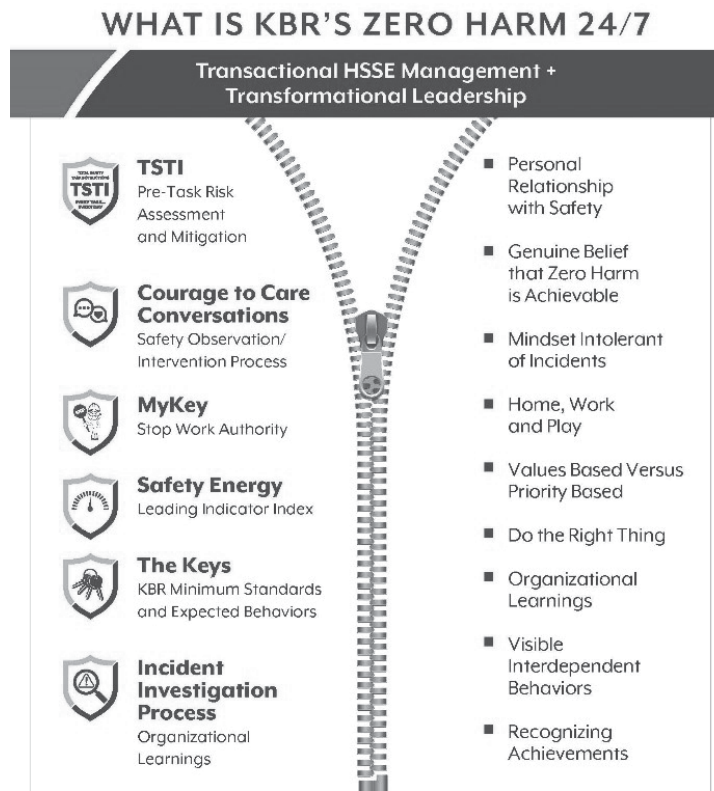 WHAT IS KBR'S ZERO HARM 24/7
Transactional HSSE Management +
Transformational Leadership
TSTI
TSTI
Pre-Task Risk
Assessment
and Mitigation
Courage to Care
Conversations
Safety Observation/
Intervention Process
MyKey
Stop Work Authority
Safety Energy
Leading Indicator Index
The Keys
KBR Minimum Standards
and Expected Behaviors
Incident
Investigation
Process
Organizational
Learnings
Personal
Relationship
with Safety
Genuine Belief
that Zero Harm
is Achievable
Mindset Intolerant
of Incidents
Home, Work
and Play
Values Based Versus
Priority Based
Do the Right Thing
Organizational
Learnings
Visible
Interdependent
Behaviors
Recognizing
Achievements